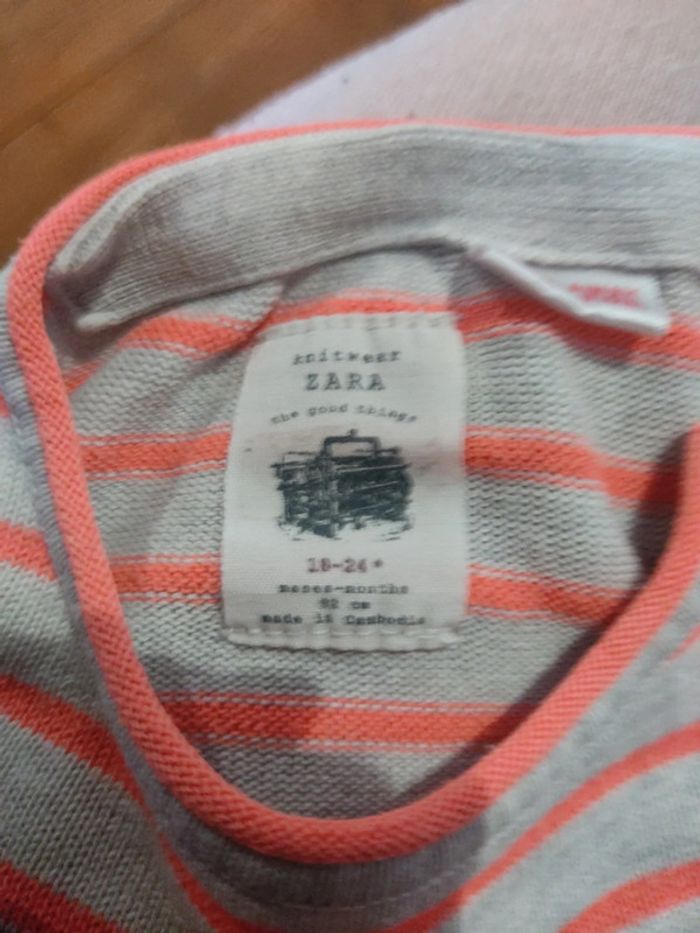 knitwear
ZARA
the good things
18-24*
meses-months
92 cm
made in Cambodia